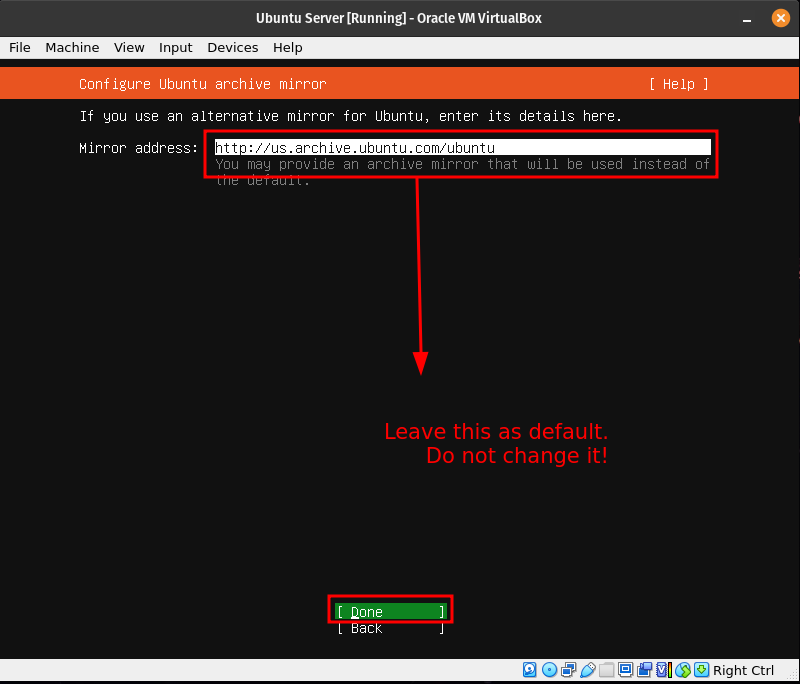 Ubuntu Server [Running] - Oracle VM VirtualBox
File Machine View Input Devices Help
Configure Ubuntu archive mirror [ Help ]
If you use an alternative mirror for Ubuntu, enter its details here.
Mirror address: http://us.archive.ubuntu.com/ubuntu
You may provide an archive mirror that will be used instead of
the default.
Leave this as default.
Do not change it!
[ Done ]
[ Back ]
Right Ctrl